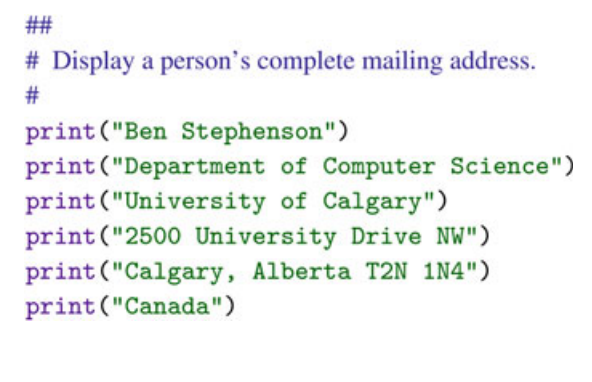 ##
# Display a person’s complete mailing address.
#
print("Ben Stephenson")
print("Department of Computer Science")
print("University of Calgary")
print("2500 University Drive NW")
print("Calgary, Alberta T2N 1N4")
print("Canada")